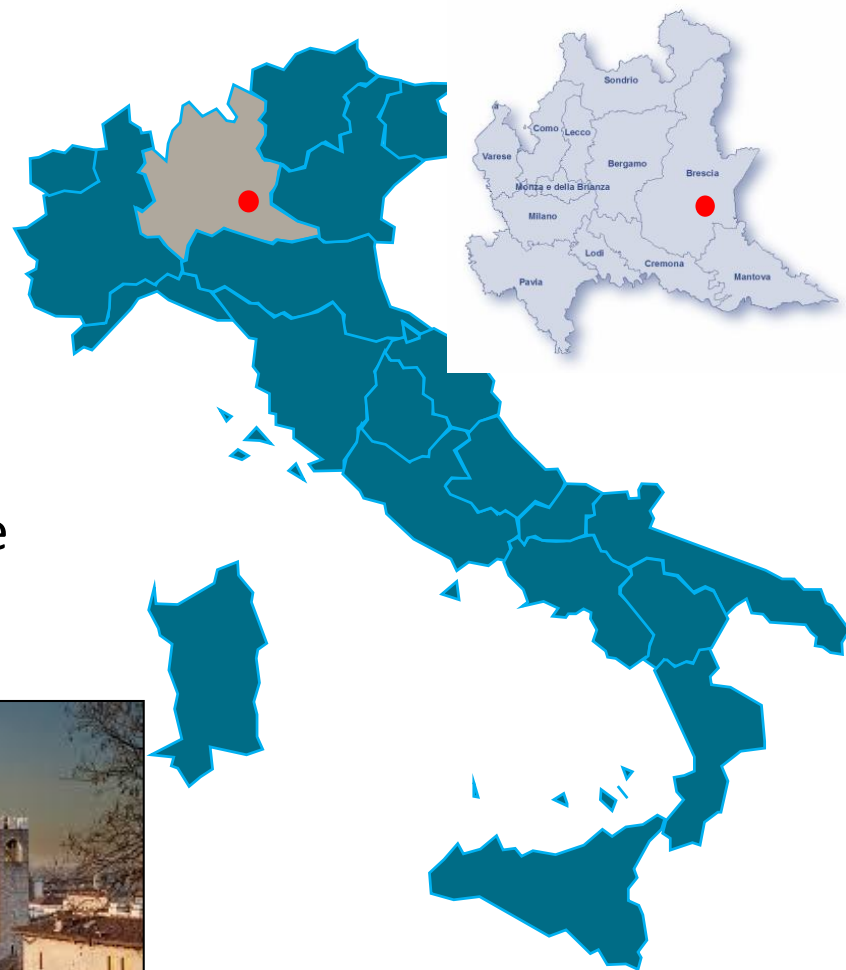 Sondrio
Como
Lecco
Varese
Bergamo
Brescia
Monza e della Brianza
Milano
Lodi
Cremona
Mantova
Pavia
e